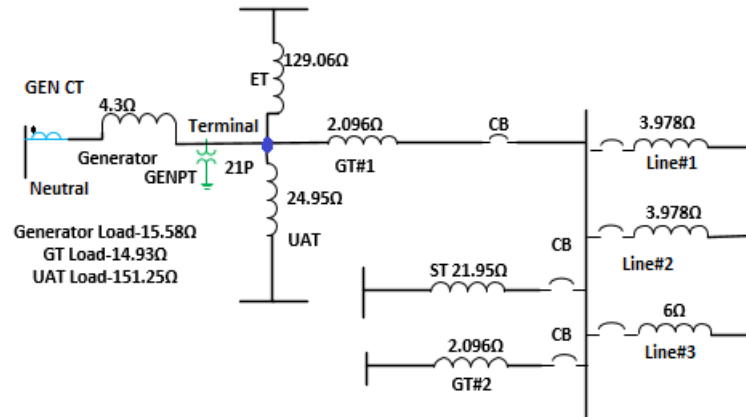 129.06Ω
ET
GEN CT
4.3Ω
Terminal
2.096Ω
CB
3.978Ω
Generator
GENPT
21P
GT#1
Line#1
Neutral
24.95Ω
3.978Ω
Generator Load-15.58Ω
GT Load-14.93Ω
UAT Load-151.25Ω
UAT
CB
Line#2
ST 21.95Ω
6Ω
CB
2.096Ω
Line#3
GT#2